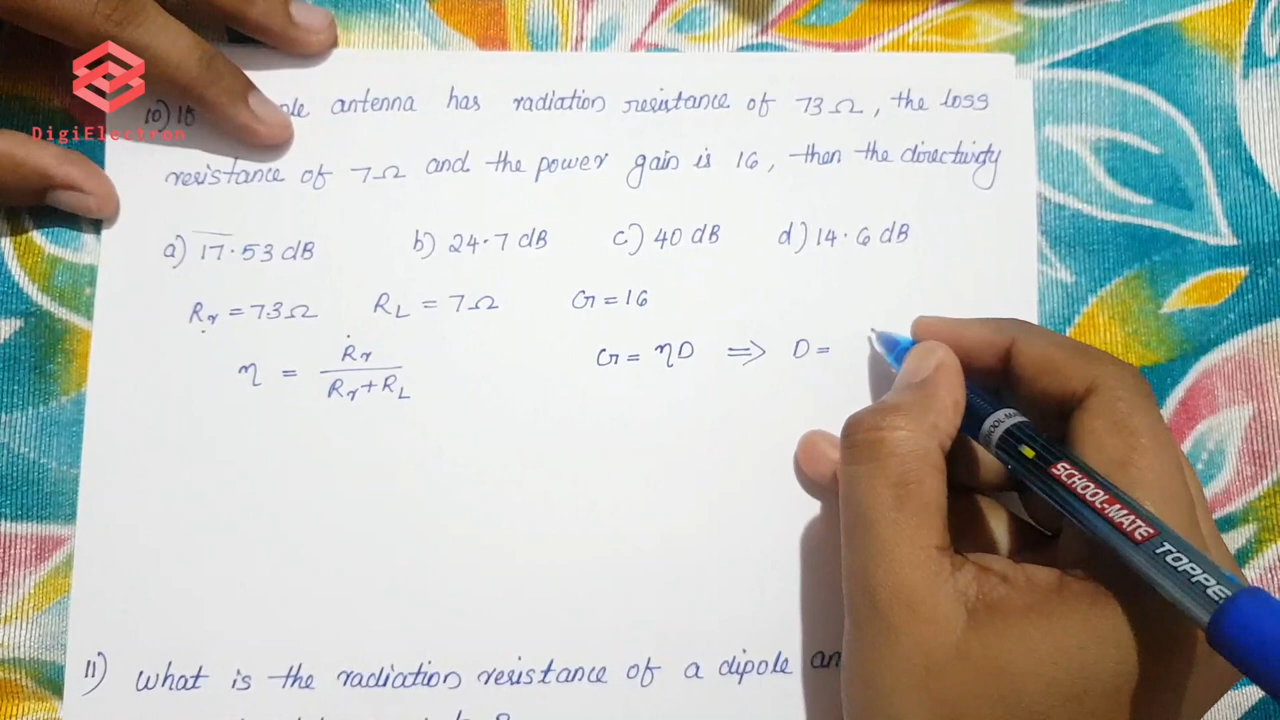 DigiElectron
10) If antenna has radiation resistance of 73Ω, the loss
resistance of 7Ω and the power gain is 16, then the directivity
a) 17.53 dB b) 24.7 dB c) 40 dB d) 14.6 dB
Rr = 73Ω RL = 7Ω G = 16
η = Rr / Rr + RL G = ηD ⟹ D =
11) What is the radiation resistance of a dipole an
SCHOOL-MATE TOPPE